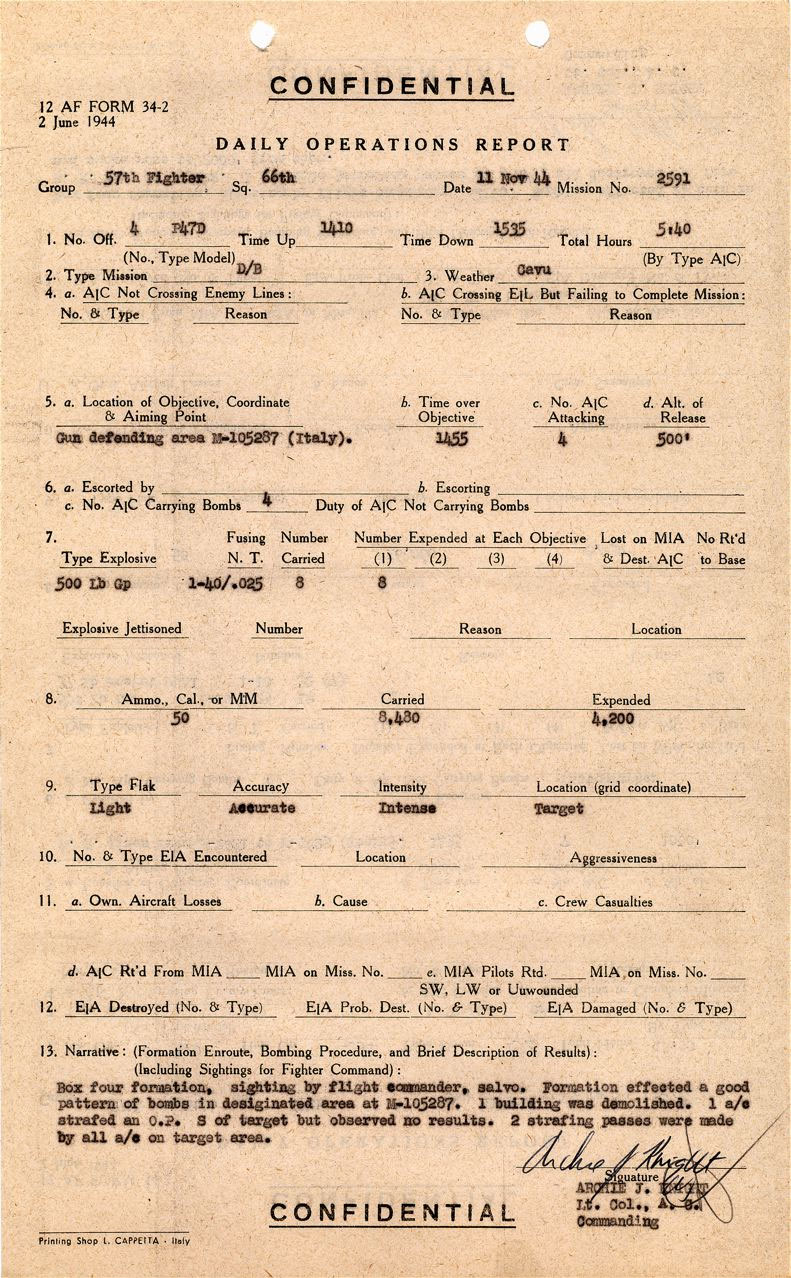 CONFIDENTIAL
12 AF FORM 34-2
2 June 1944
DAILY OPERATIONS REPORT
Group 57th Fighter Sq. 66th Date 11 Nov 44 Mission No. 2591
1. No. Off. 4 P47D Time Up 1410 Time Down 1535 Total Hours 5:40
(No., Type Model) (By Type A|C)
2. Type Mission D/B 3. Weather Cavu
4. a. A|C Not Crossing Enemy Lines: b. A|C Crossing E|L But Failing to Complete Mission:
No. & Type Reason No. & Type Reason
5. a. Location of Objective, Coordinate b. Time over c. No. A|C d. Alt. of
& Aiming Point Objective Attacking Release
Gun defending area M-105287 (Italy). 1455 4 500'
6. a. Escorted by b. Escorting
c. No. A|C Carrying Bombs 4 Duty of A|C Not Carrying Bombs
7. Fusing Number Number Expended at Each Objective Lost on MIA No Rt'd
Type Explosive N. T. Carried (1) (2) (3) (4) & Dest. A|C to Base
500 Lb Gp 1-40/.025 8 8
Explosive Jettisoned Number Reason Location
8. Ammo., Cal., or MM Carried Expended
50 8,480 4,200
9. Type Flak Accuracy Intensity Location (grid coordinate)
Light Accurate Intense Target
10. No. & Type E|A Encountered Location Aggressiveness
11. a. Own. Aircraft Losses b. Cause c. Crew Casualties
d. A|C Rt'd From MIA MIA on Miss. No. e. MIA Pilots Rtd. MIA on Miss. No.
SW, LW or Uuwounded
12. E|A Destroyed (No. & Type) E|A Prob. Dest. (No. & Type) E|A Damaged (No. & Type)
13. Narrative: (Formation Enroute, Bombing Procedure, and Brief Description of Results):
(Including Sightings for Fighter Command):
Box four formation, sighting by flight commander, salvo. Formation effected a good
pattern of bombs in desiginated area at M-105287. 1 building was demolished. 1 a/c
strafed an O.P. S of target but observed no results. 2 strafing passes were made
by all a/c on target area.
Archie J Knight
Signature
ARCHIE J. KNIGHT
Lt. Col., A. C.
Commanding
CONFIDENTIAL
Printing Shop L. CAPPETTA - Italy